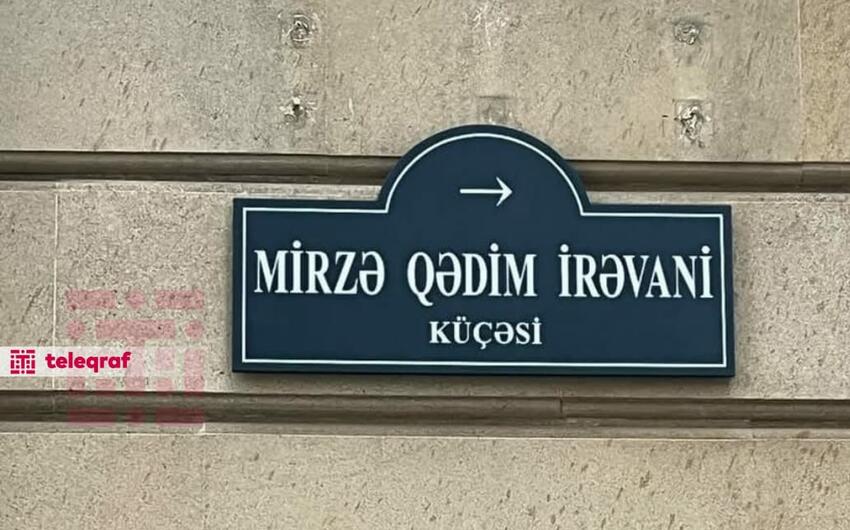 →
MİRZƏ QƏDİM İRƏVANİ
KÜÇƏSİ
teleqraf